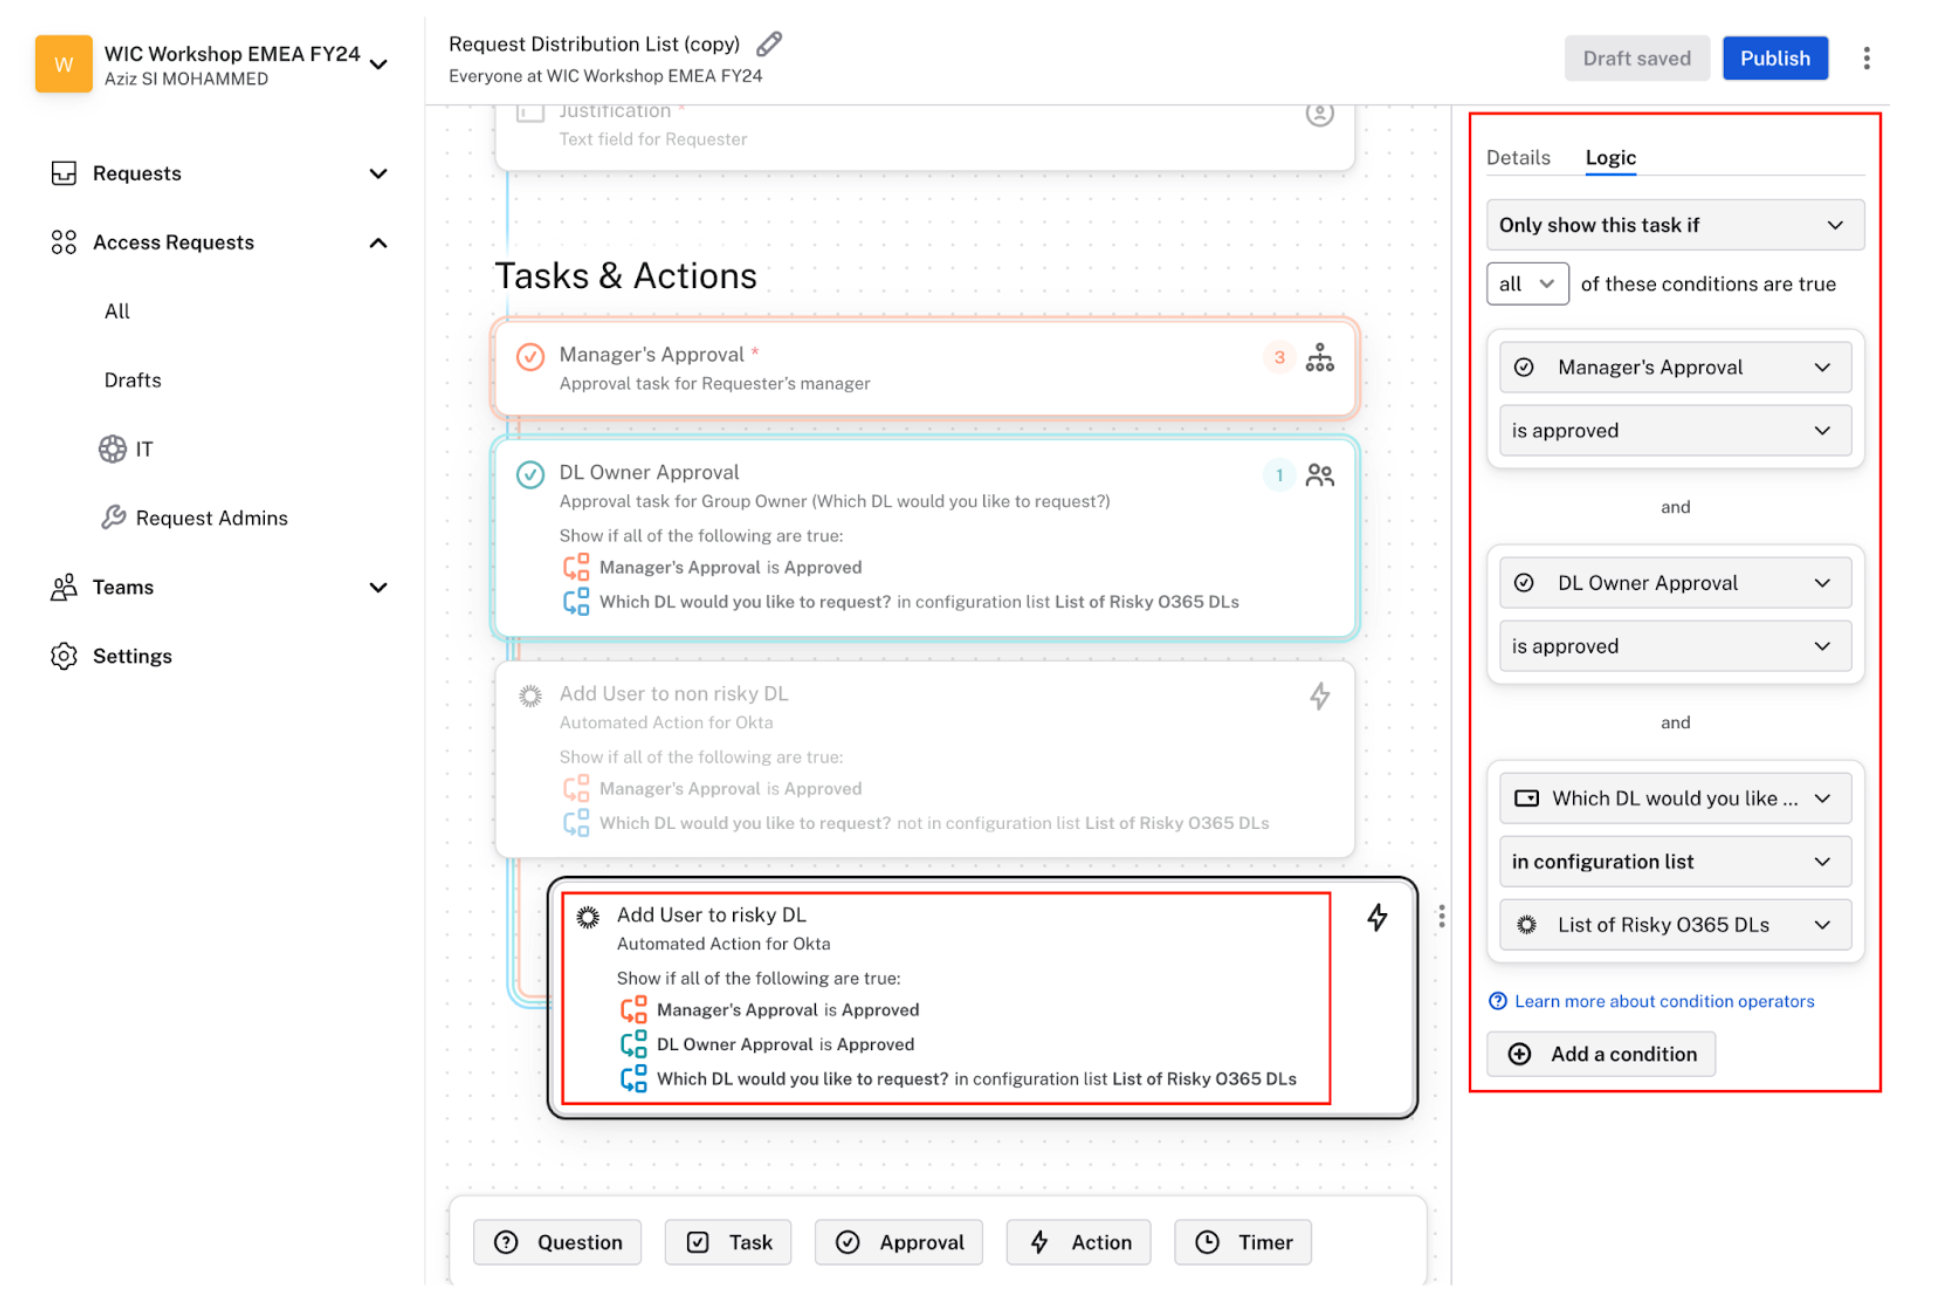 W
WIC Workshop EMEA FY24
Aziz SI MOHAMMED
Requests
Access Requests
All
Drafts
IT
Request Admins
Teams
Settings
Request Distribution List (copy)
Everyone at WIC Workshop EMEA FY24
Draft saved
Publish
Justification *
Text field for Requester
Tasks & Actions
Manager's Approval *
3
Approval task for Requester's manager
DL Owner Approval
1
Approval task for Group Owner (Which DL would you like to request?)
Show if all of the following are true:
Manager's Approval is Approved
Which DL would you like to request? in configuration list List of Risky O365 DLs
Add User to non risky DL
Automated Action for Okta
Show if all of the following are true:
Manager's Approval is Approved
Which DL would you like to request? not in configuration list List of Risky O365 DLs
Add User to risky DL
Automated Action for Okta
Show if all of the following are true:
Manager's Approval is Approved
DL Owner Approval is Approved
Which DL would you like to request? in configuration list List of Risky O365 DLs
Question
Task
Approval
Action
Timer
Details
Logic
Only show this task if
all of these conditions are true
Manager's Approval
is approved
and
DL Owner Approval
is approved
and
Which DL would you like ...
in configuration list
List of Risky O365 DLs
Learn more about condition operators
Add a condition